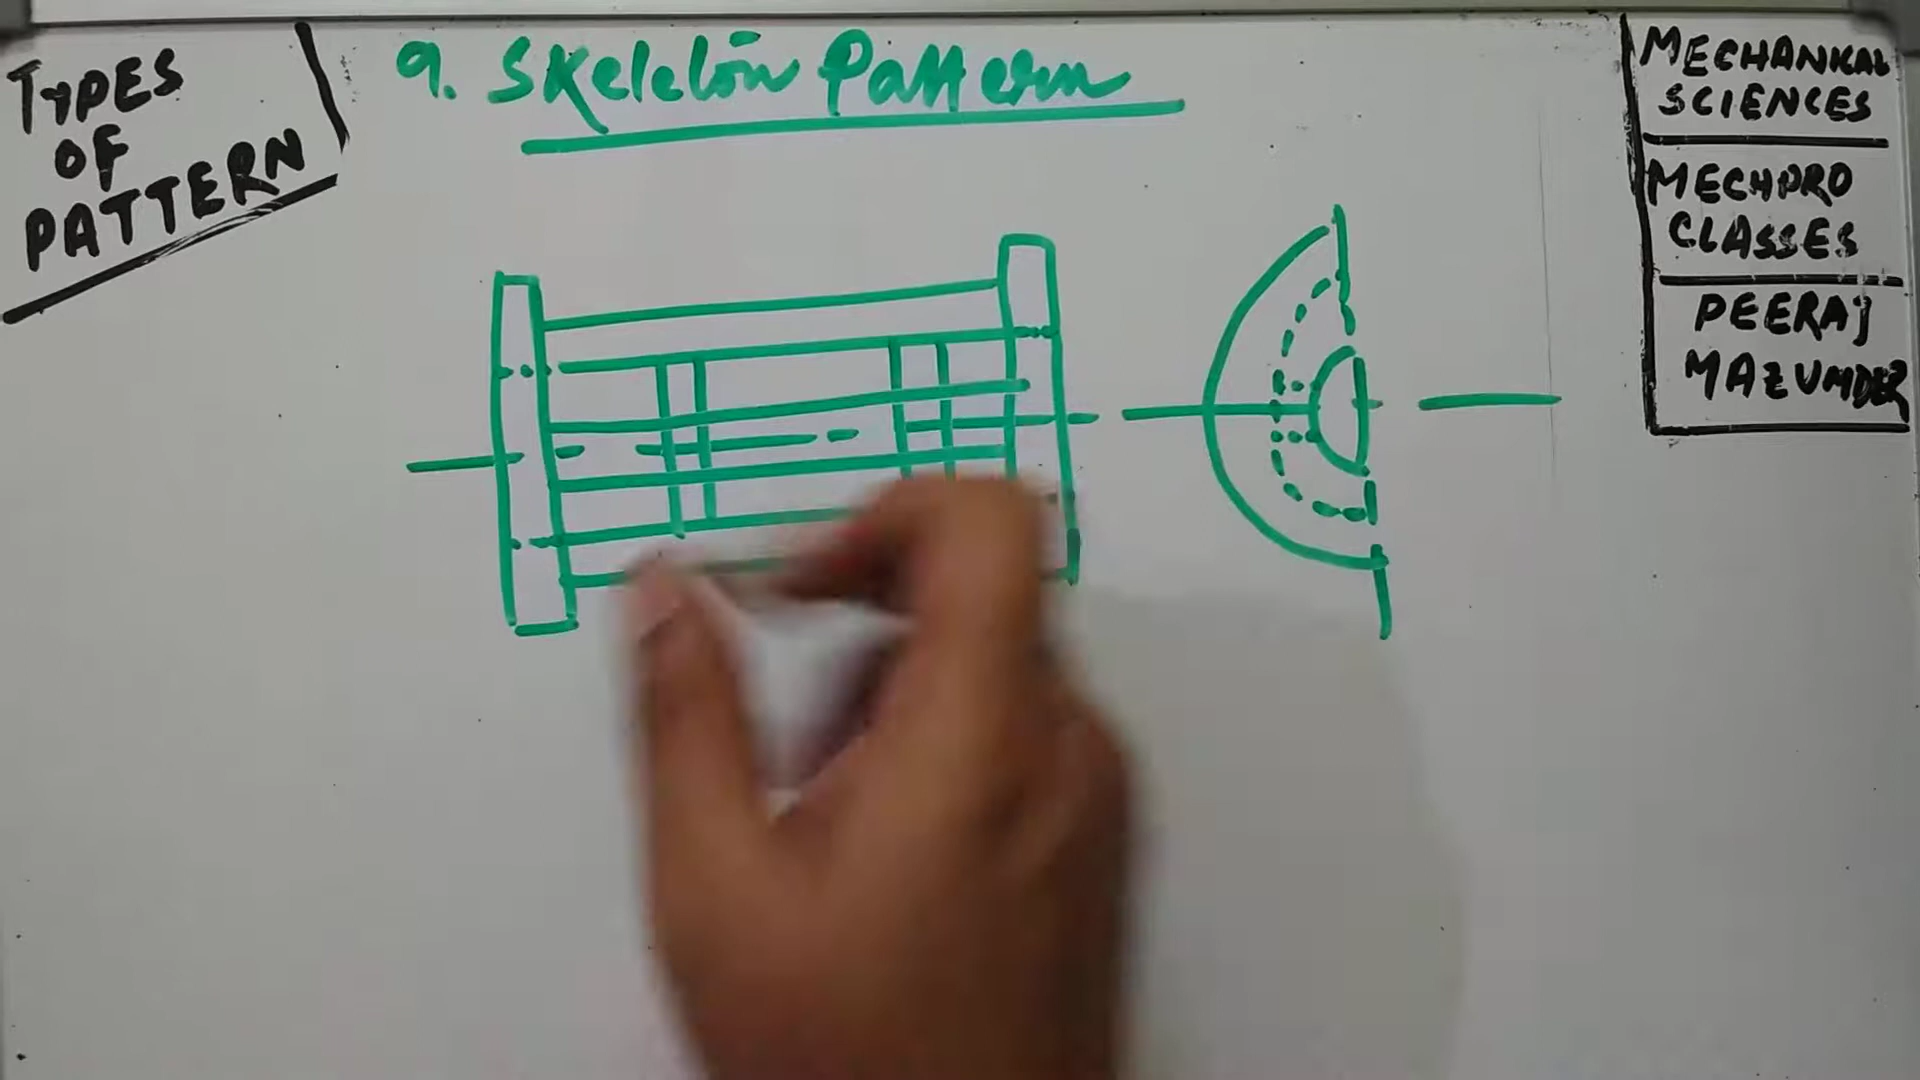 TYPES
OF
PATTERN
9. Skeleton Pattern
MECHANICAL
SCIENCES
MECHPRO
CLASSES
PEERAJ
MAZUMDER